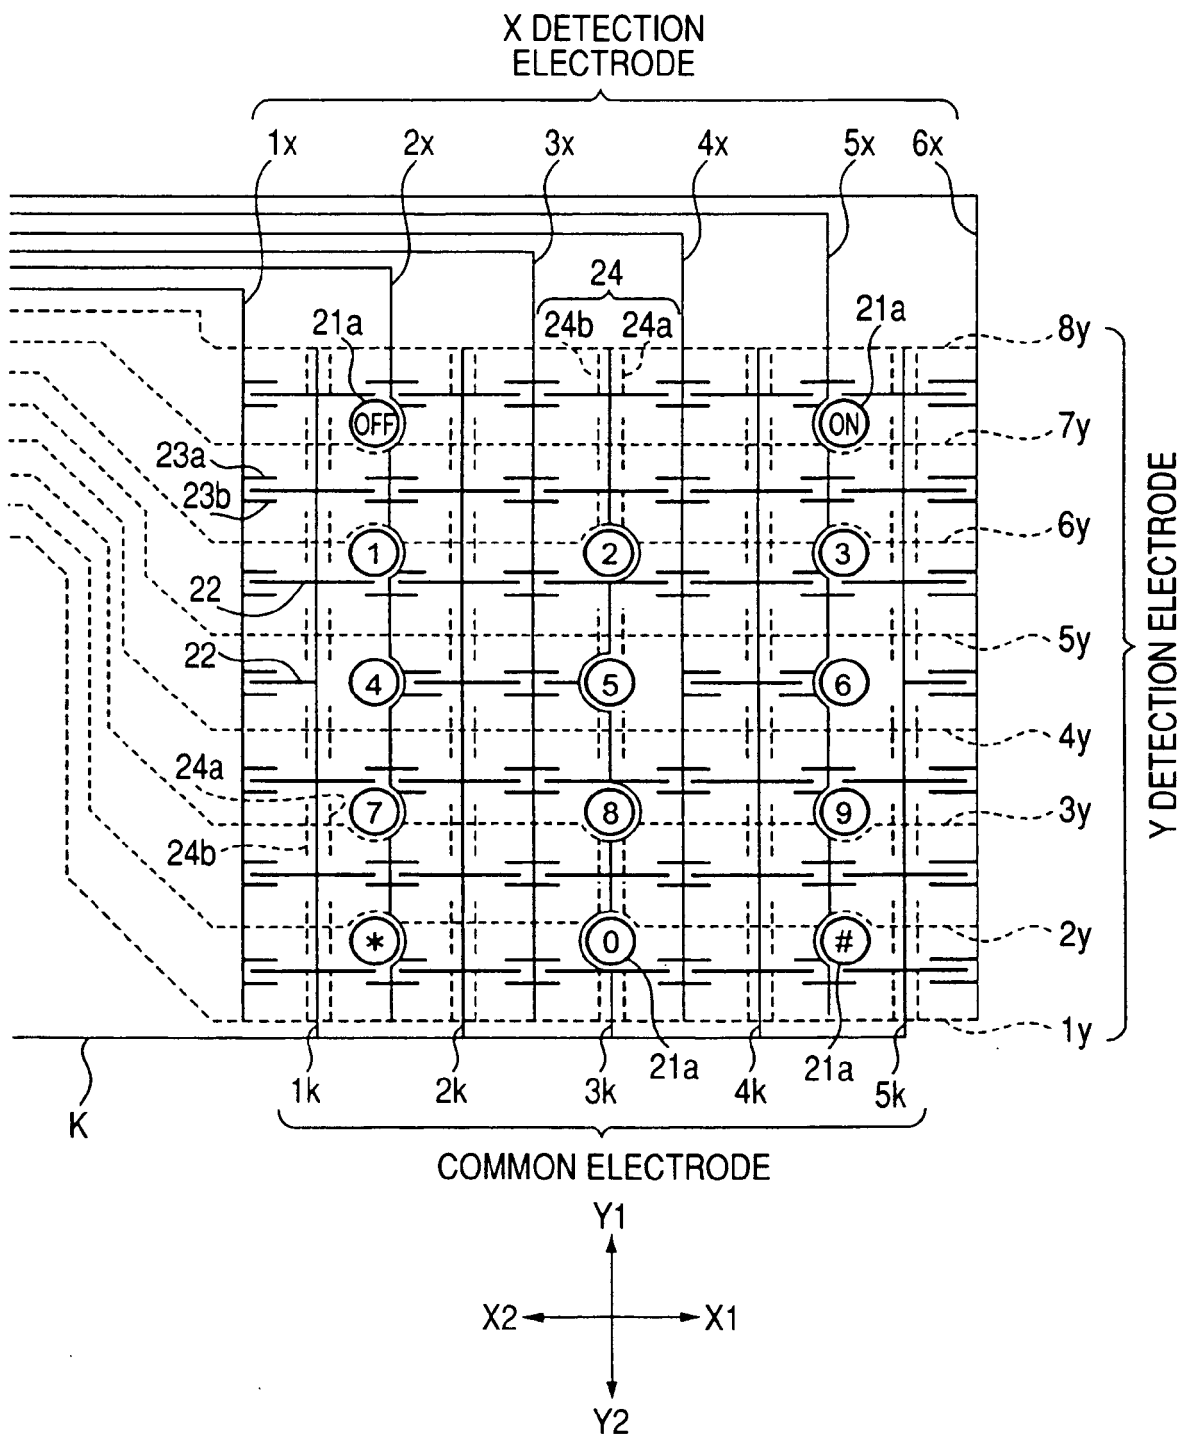 X DETECTION
ELECTRODE
1x 2x 3x 4x 5x 6x
24
21a 24b 24a 21a 8y
OFF ON 7y
23a
23b
1 2 3 6y
22
5y
22 4 5 6
4y
24a
7 8 9 3y
24b
* 0 # 2y
1y
21a 21a
1k 2k 3k 4k 5k
K
Y DETECTION ELECTRODE
COMMON ELECTRODE
Y1
X2 X1
Y2